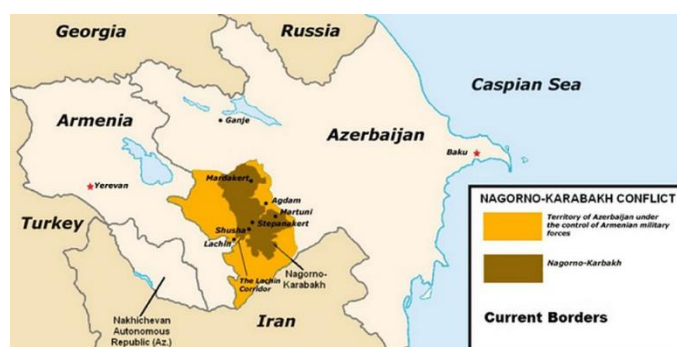 Georgia
Russia
Caspian Sea
Armenia
Ganje
Azerbaijan
Baku
Mardakert
Yerevan
Agdam
Martuni
Turkey
Shusha
Stepanakert
Lachin
The Lachin
Corridor
Nagorno-
Karabakh
Nakhichevan
Autonomous
Republic (Az.)
Iran
NAGORNO-KARABAKH CONFLICT
Territory of Azerbaijan under
the control of Armenian military
forces
Nagorno-Karbakh
Current Borders